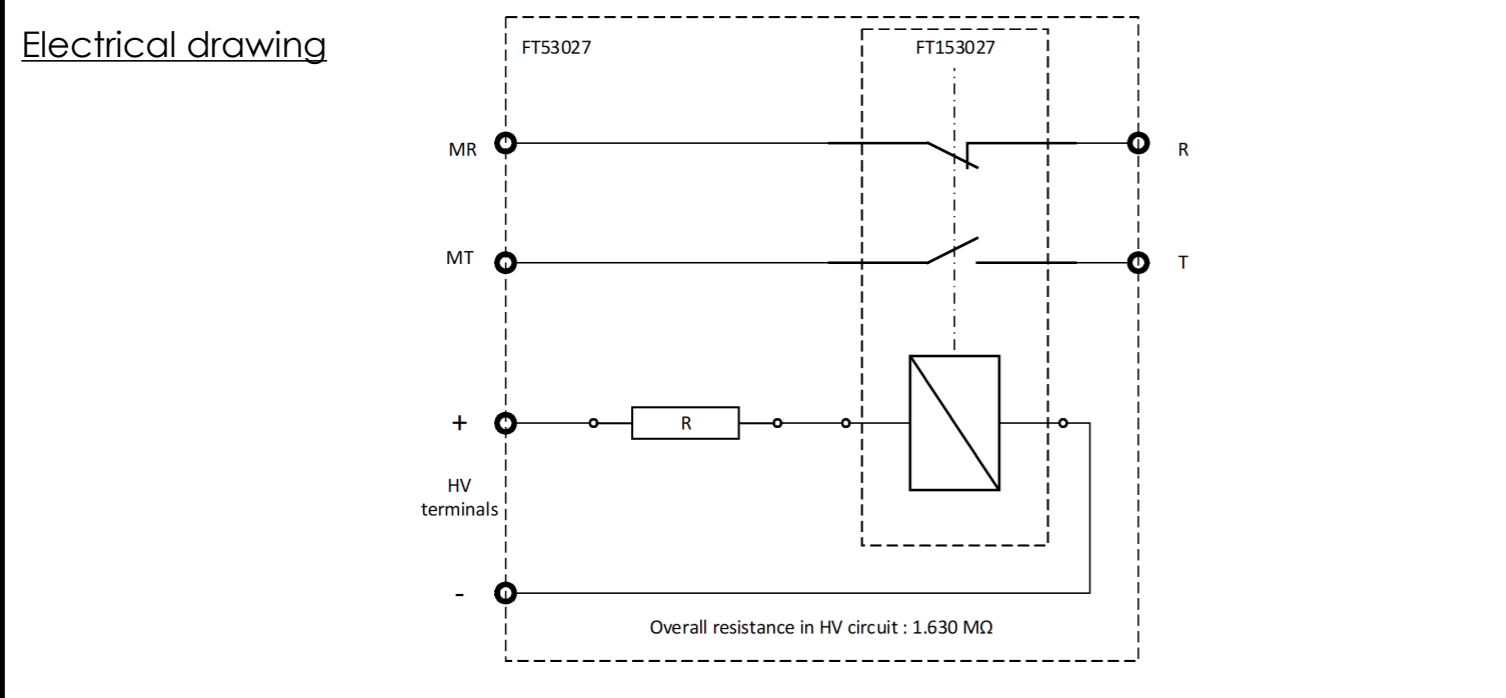 Electrical drawing
FT53027
FT153027
MR
R
MT
T
+
R
HV
terminals
-
Overall resistance in HV circuit : 1.630 MΩ